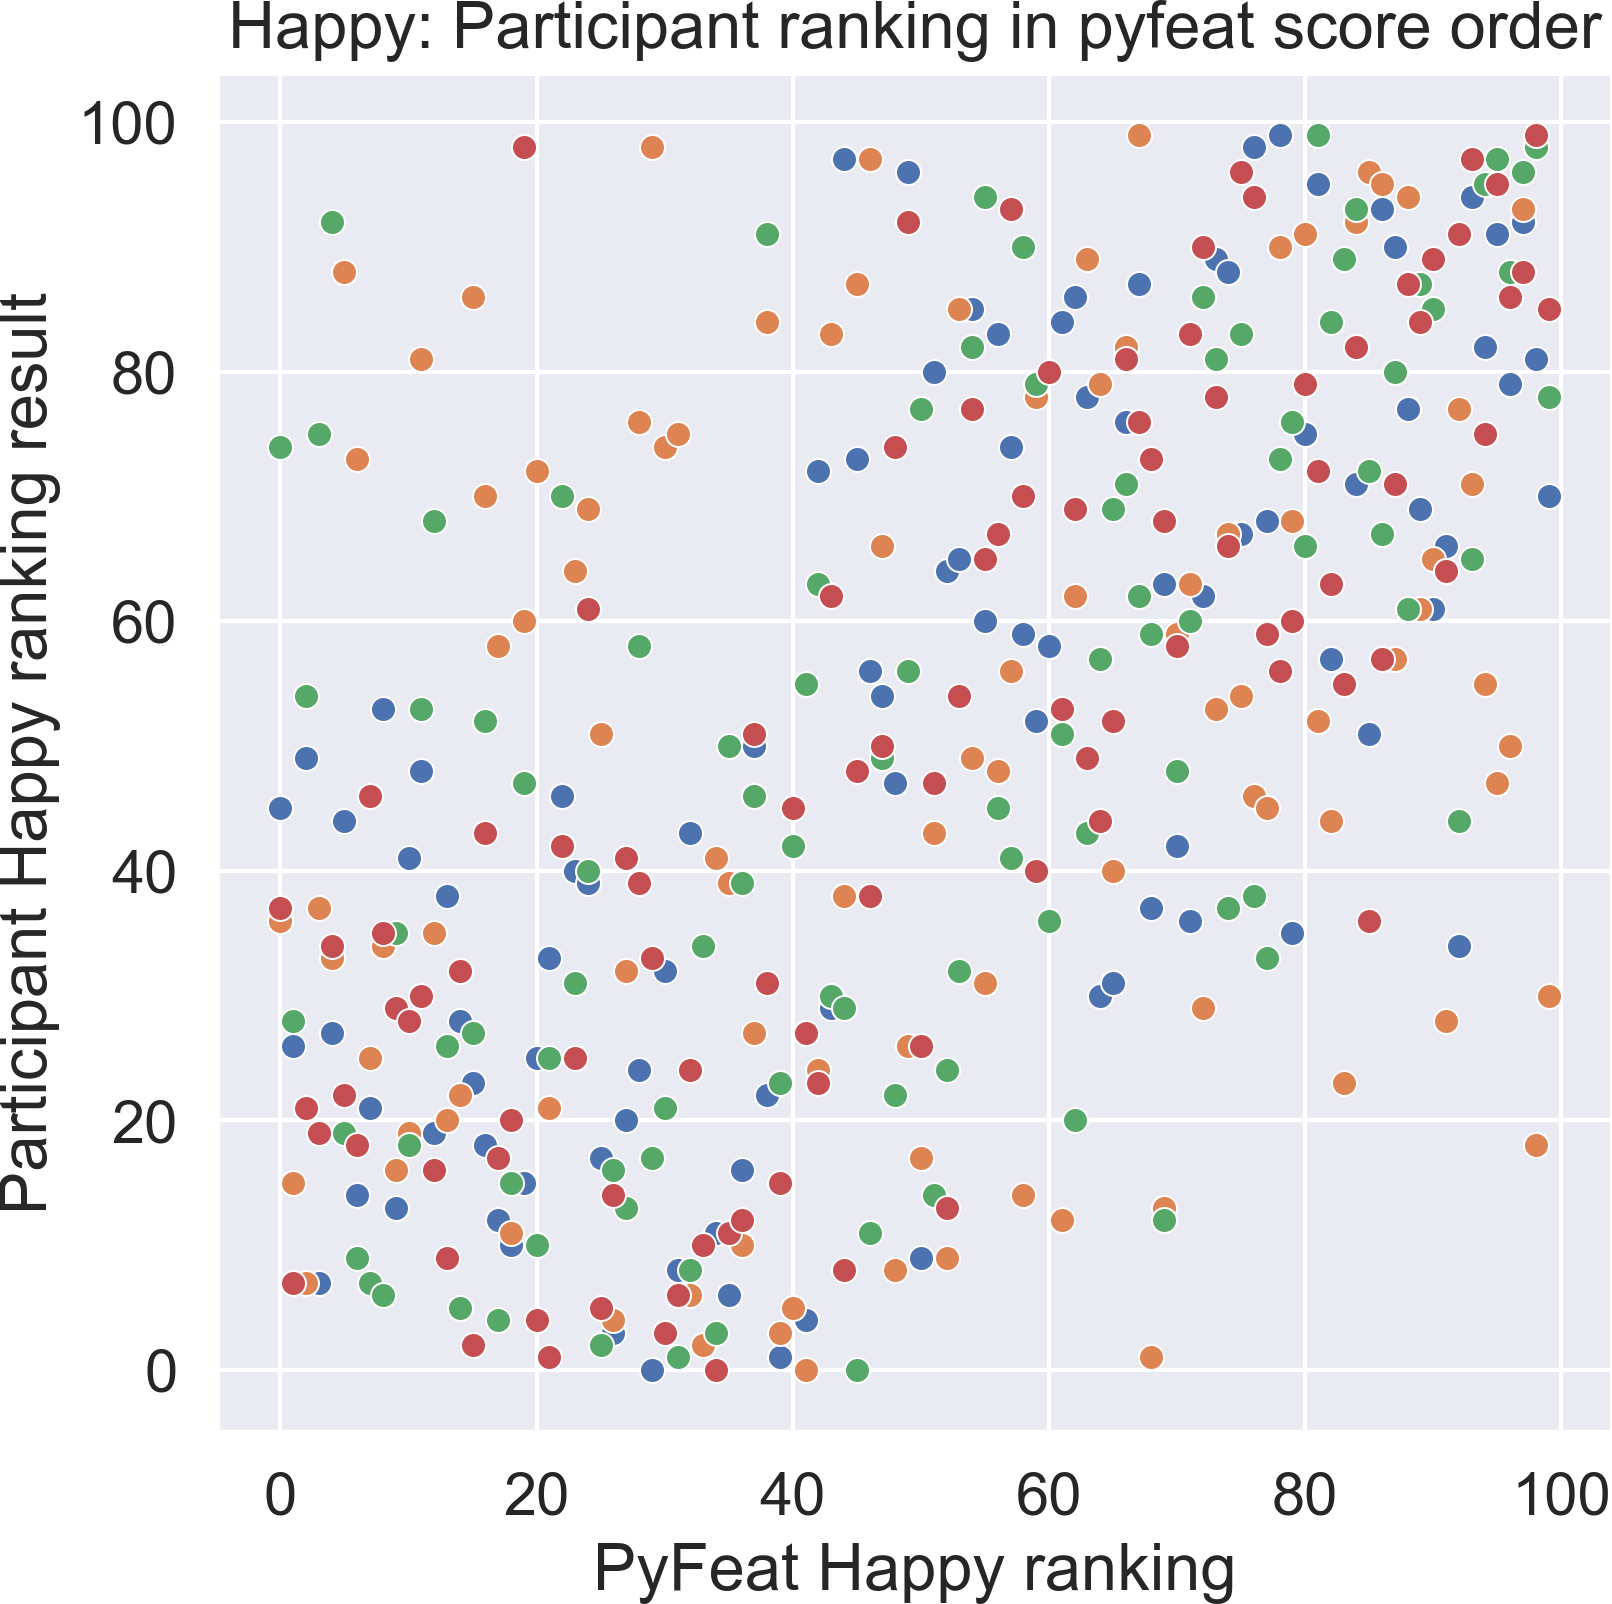 Happy: Participant ranking in pyfeat score order
Participant Happy ranking result
100
80
60
40
20
0
0 20 40 60 80 100
PyFeat Happy ranking